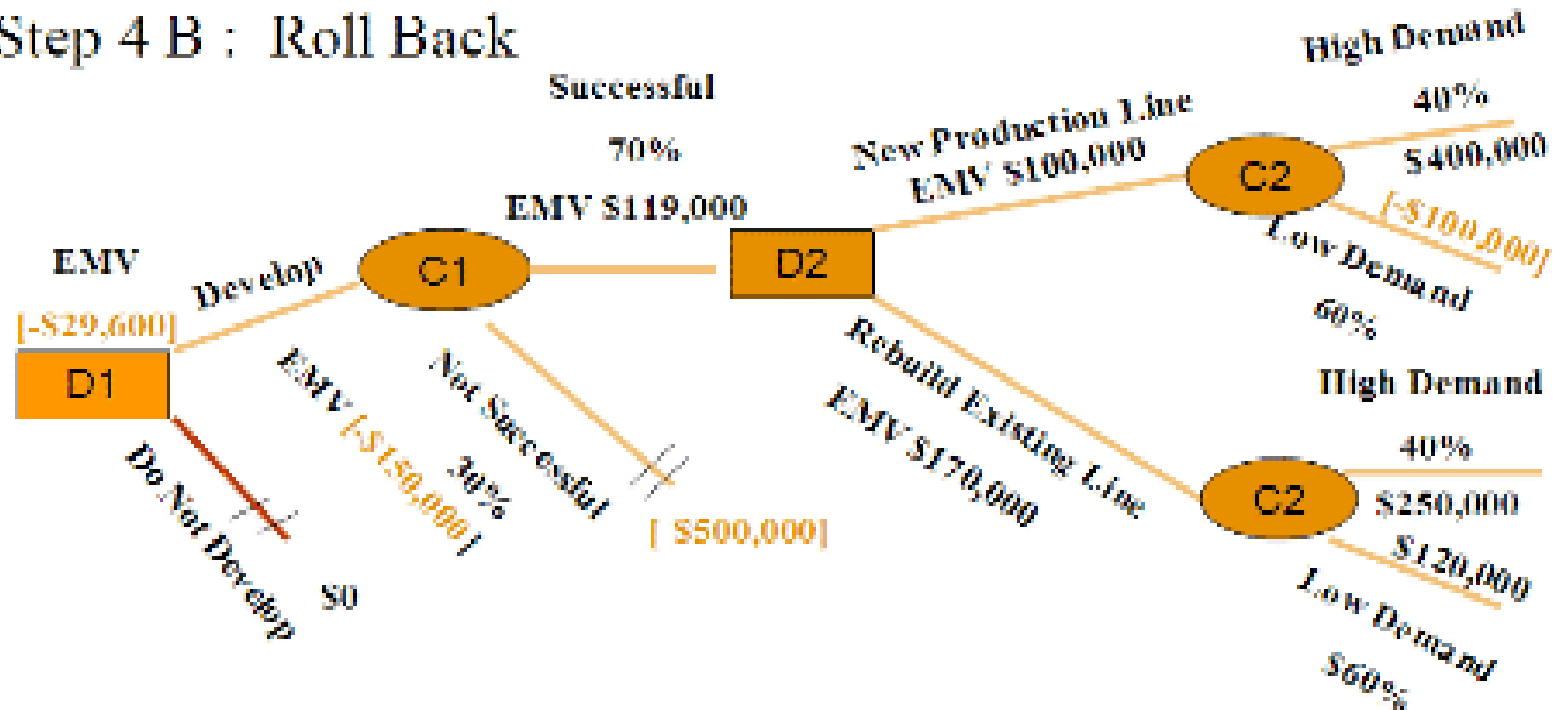 Step 4 B : Roll Back
High Demand
40%
$400,000
Successful
70%
EMV $119,000
New Production Line
EMV $100,000
C2
[-$100,000]
Low Demand
60%
EMV
[-$29,600]
D1
Develop
C1
D2
EMV [-$150,000]
30%
Not Successful
[ $500,000]
Do Not Develop
$0
Rebuild Existing Line
EMV $170,000
High Demand
40%
C2
$250,000
$120,000
Low Demand
$60%